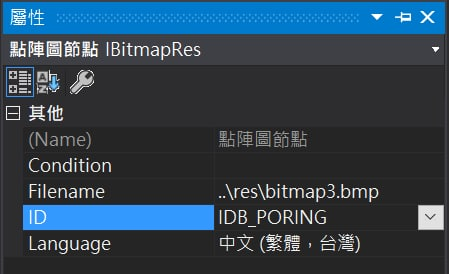 屬性
點陣圖節點 IBitmapRes
其他
(Name) 點陣圖節點
Condition
Filename ..\res\bitmap3.bmp
ID IDB_PORING
Language 中文 (繁體，台灣)